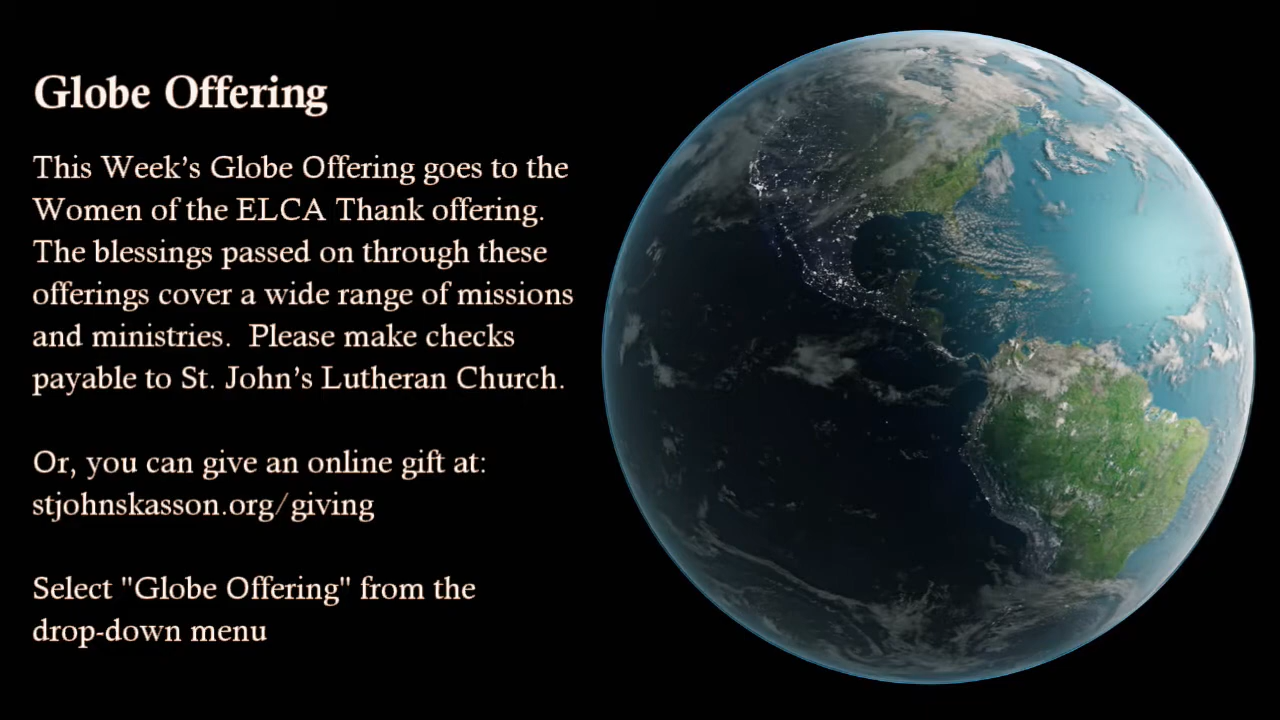 Globe Offering
This Week's Globe Offering goes to the
Women of the ELCA Thank offering.
The blessings passed on through these
offerings cover a wide range of missions
and ministries.  Please make checks
payable to St. John's Lutheran Church.
Or, you can give an online gift at:
stjohnskasson.org/giving
Select "Globe Offering" from the
drop-down menu